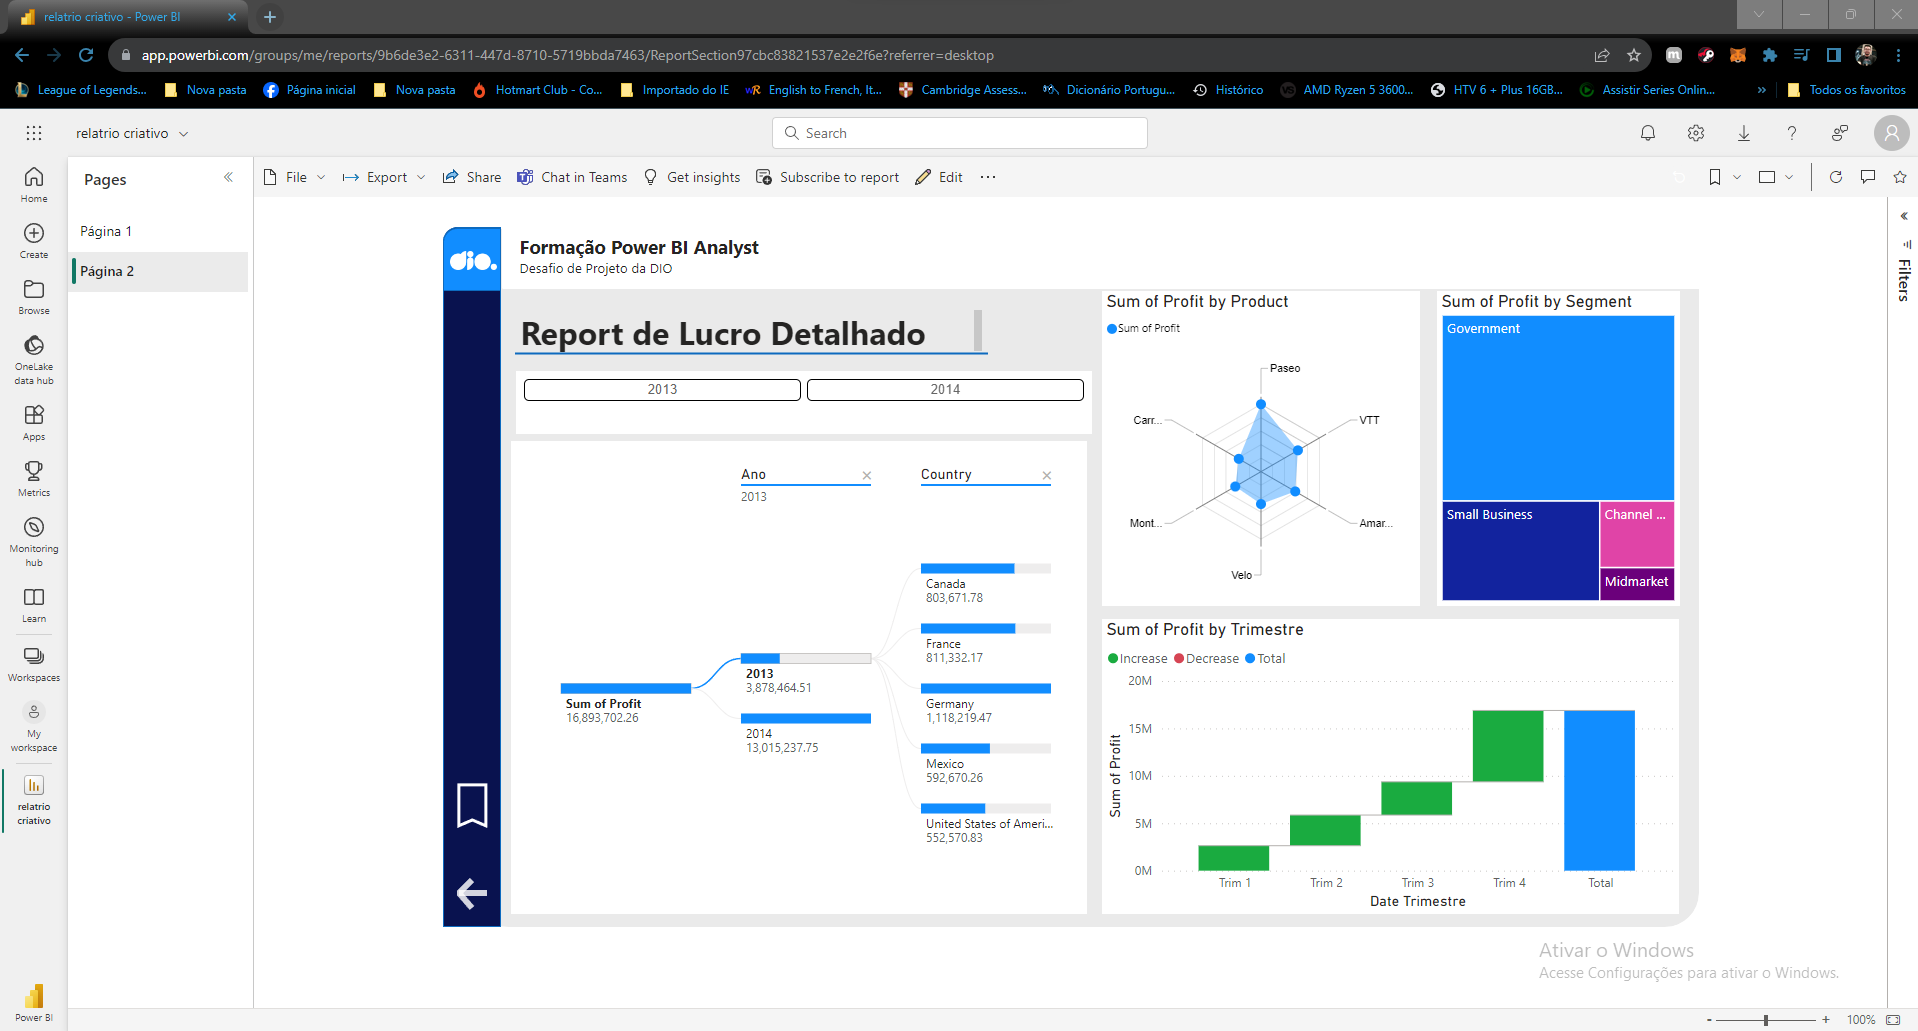 relatrio criativo - Power BI
app.powerbi.com/groups/me/reports/9b6de3e2-6311-447d-8710-5719bbda7463/ReportSection97cbc83821537e2e2f6e?referrer=desktop
League of Legends... Nova pasta Página inicial Nova pasta Hotmart Club - Co... Importado do IE English to French, It... Cambridge Assess... Dicionário Portugu... Histórico AMD Ryzen 5 3600... HTV 6 + Plus 16GB... Assistir Series Onlin... » Todos os favoritos
relatrio criativo
Search
Home
Create
Browse
OneLake
data hub
Apps
Metrics
Monitoring
hub
Learn
Workspaces
My
workspace
relatrio
criativo
Power BI
Pages
Página 1
Página 2
File Export Share Chat in Teams Get insights Subscribe to report Edit ...
Filters
dio.
Formação Power BI Analyst
Desafio de Projeto da DIO
Report de Lucro Detalhado
2013 2014
Ano
2013
Country
Sum of Profit
16,893,702.26
2013
3,878,464.51
2014
13,015,237.75
Canada
803,671.78
France
811,332.17
Germany
1,118,219.47
Mexico
592,670.26
United States of Ameri...
552,570.83
Sum of Profit by Product
Sum of Profit
Paseo
VTT
Amar...
Velo
Mont...
Carr...
Sum of Profit by Segment
Government
Small Business
Channel ...
Midmarket
Sum of Profit by Trimestre
Increase Decrease Total
Sum of Profit
20M
15M
10M
5M
0M
Trim 1 Trim 2 Trim 3 Trim 4 Total
Date Trimestre
Ativar o Windows
Acesse Configurações para ativar o Windows.
- + 100%